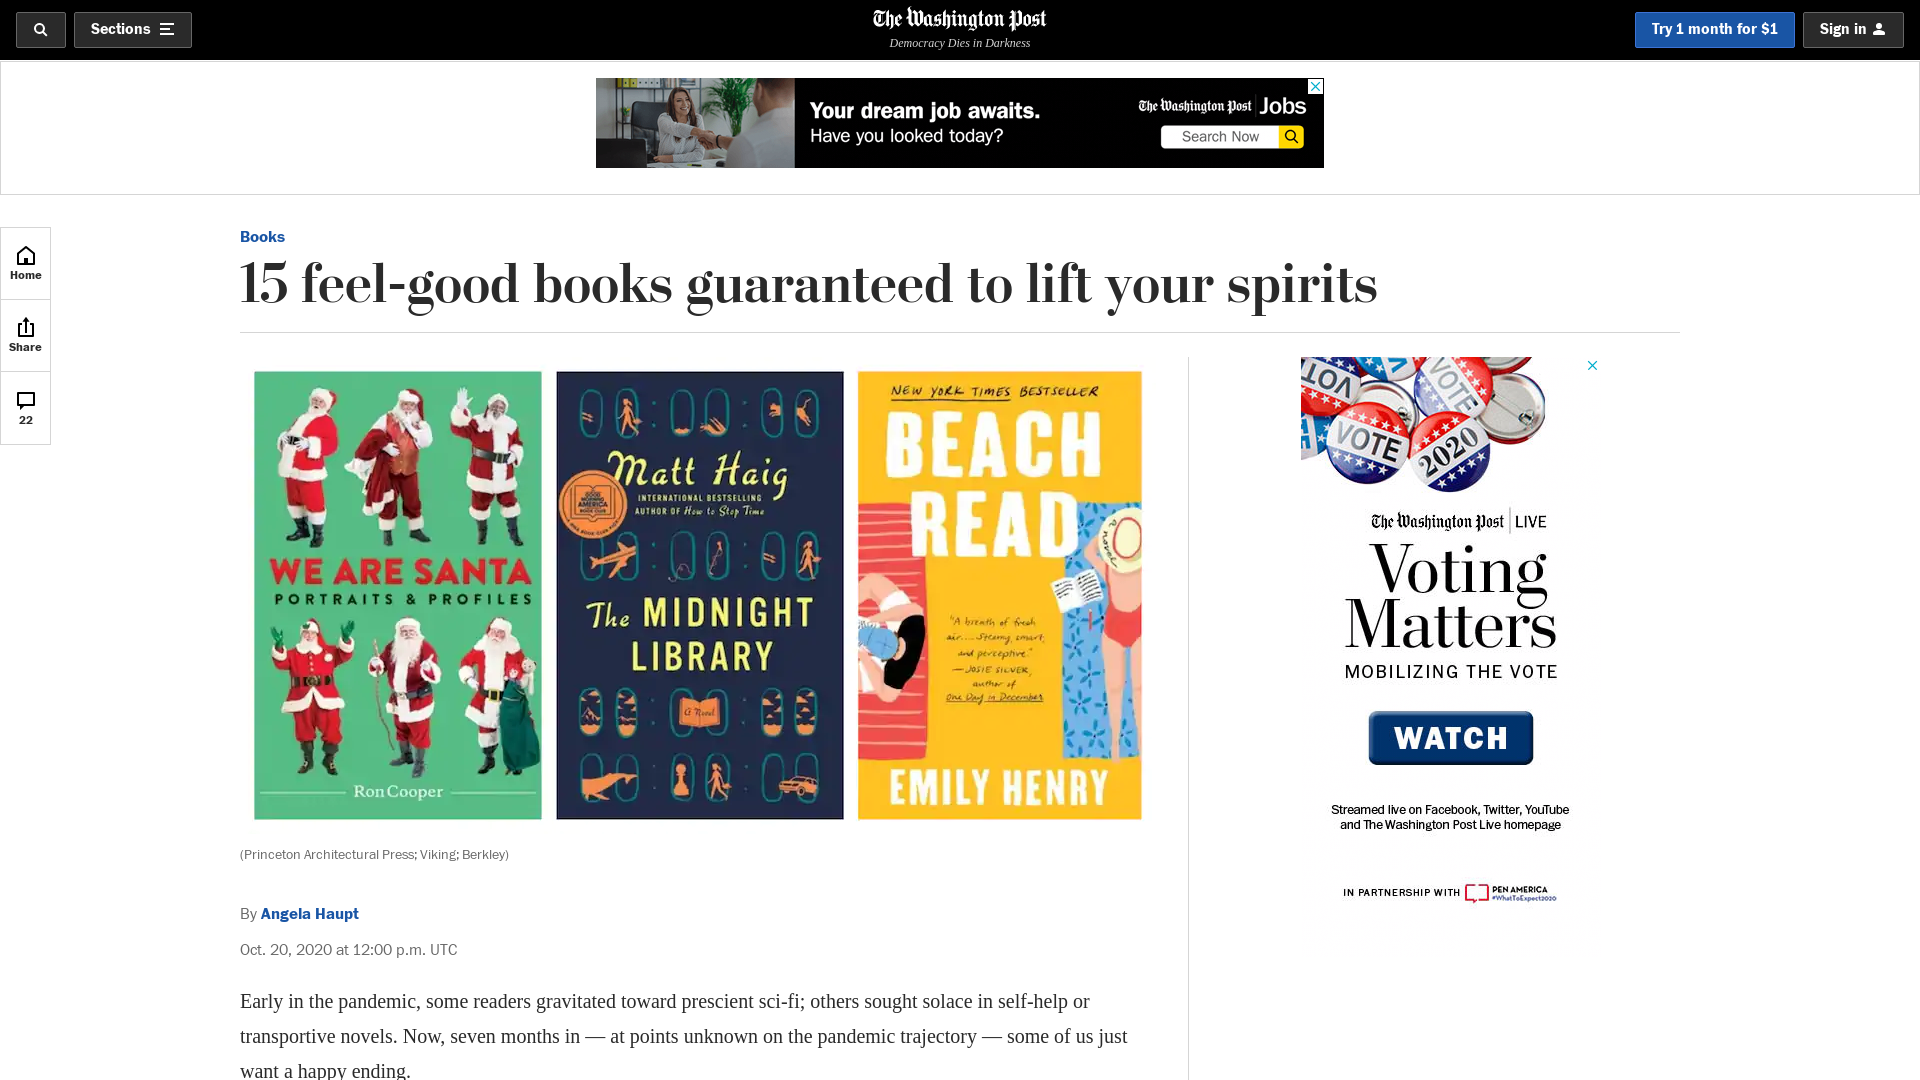 Sections
The Washington Post
Democracy Dies in Darkness
Try 1 month for $1
Sign in
Your dream job awaits.
Have you looked today?
The Washington Post Jobs
Search Now
Home
Share
22
Books
15 feel-good books guaranteed to lift your spirits
WE ARE SANTA
PORTRAITS & PROFILES
Ron Cooper
Matt Haig
INTERNATIONAL BESTSELLING
AUTHOR OF How to Stop Time
GOOD MORNING AMERICA BOOK CLUB
The MIDNIGHT
LIBRARY
A Novel
NEW YORK TIMES BESTSELLER
BEACH
READ
a novel
"A breath of fresh
air.... Steamy, smart,
and perceptive."
—JOSIE SILVER,
author of
One Day in December
EMILY HENRY
(Princeton Architectural Press; Viking; Berkley)
By Angela Haupt
Oct. 20, 2020 at 12:00 p.m. UTC
Early in the pandemic, some readers gravitated toward prescient sci-fi; others sought solace in self-help or
transportive novels. Now, seven months in — at points unknown on the pandemic trajectory — some of us just
want a happy ending.
VOTE
VOTE
VOTE
2020
The Washington Post LIVE
Voting
Matters
MOBILIZING THE VOTE
WATCH
Streamed live on Facebook, Twitter, YouTube
and The Washington Post Live homepage
IN PARTNERSHIP WITH PEN AMERICA
#WhatToExpect2020